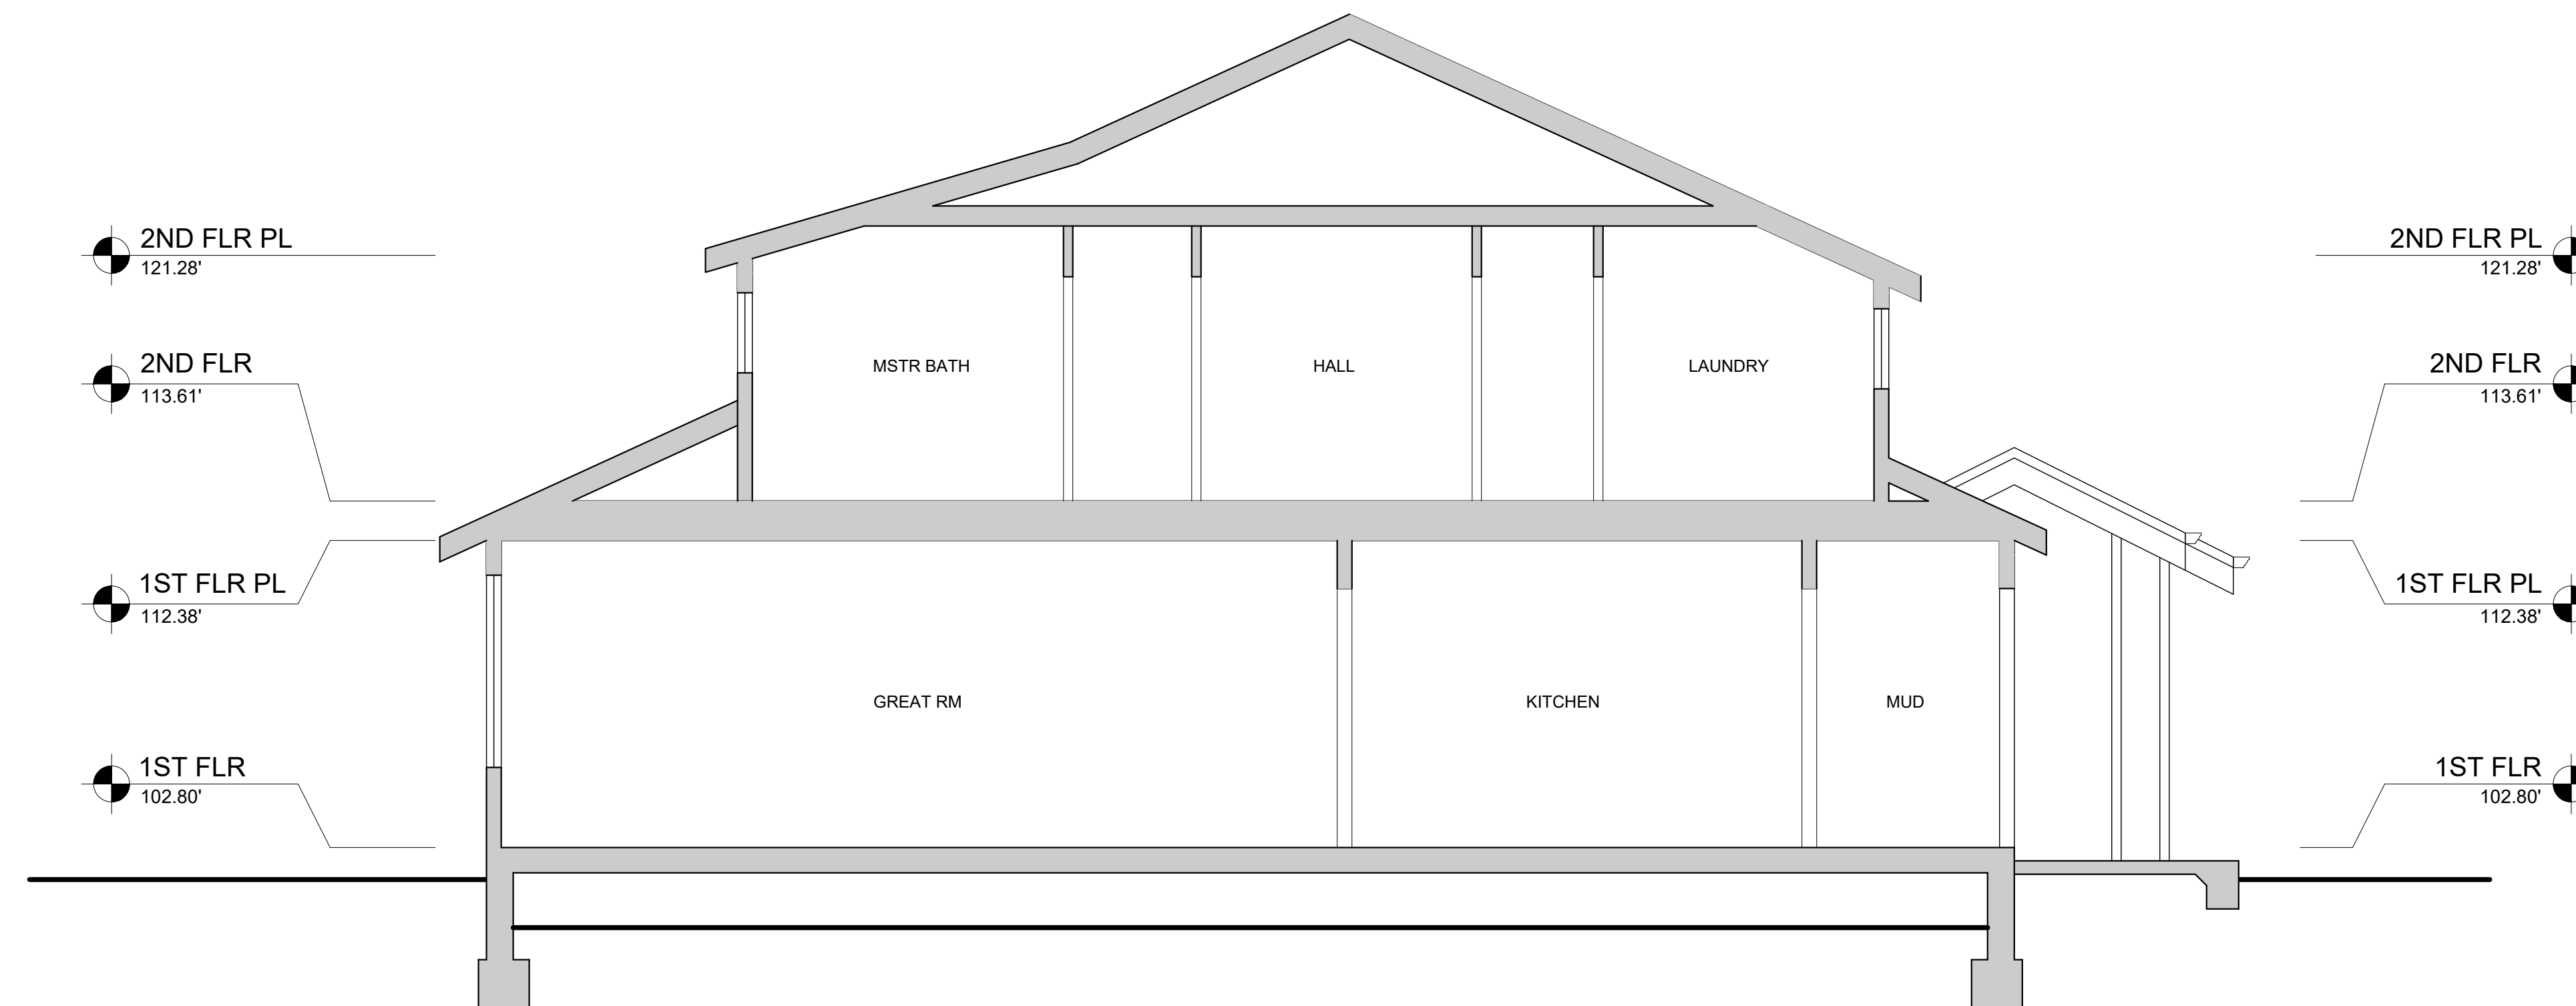 2ND FLR PL
121.28'
2ND FLR PL
121.28'
2ND FLR
113.61'
MSTR BATH
HALL
LAUNDRY
2ND FLR
113.61'
1ST FLR PL
112.38'
1ST FLR PL
112.38'
GREAT RM
KITCHEN
MUD
1ST FLR
102.80'
1ST FLR
102.80'